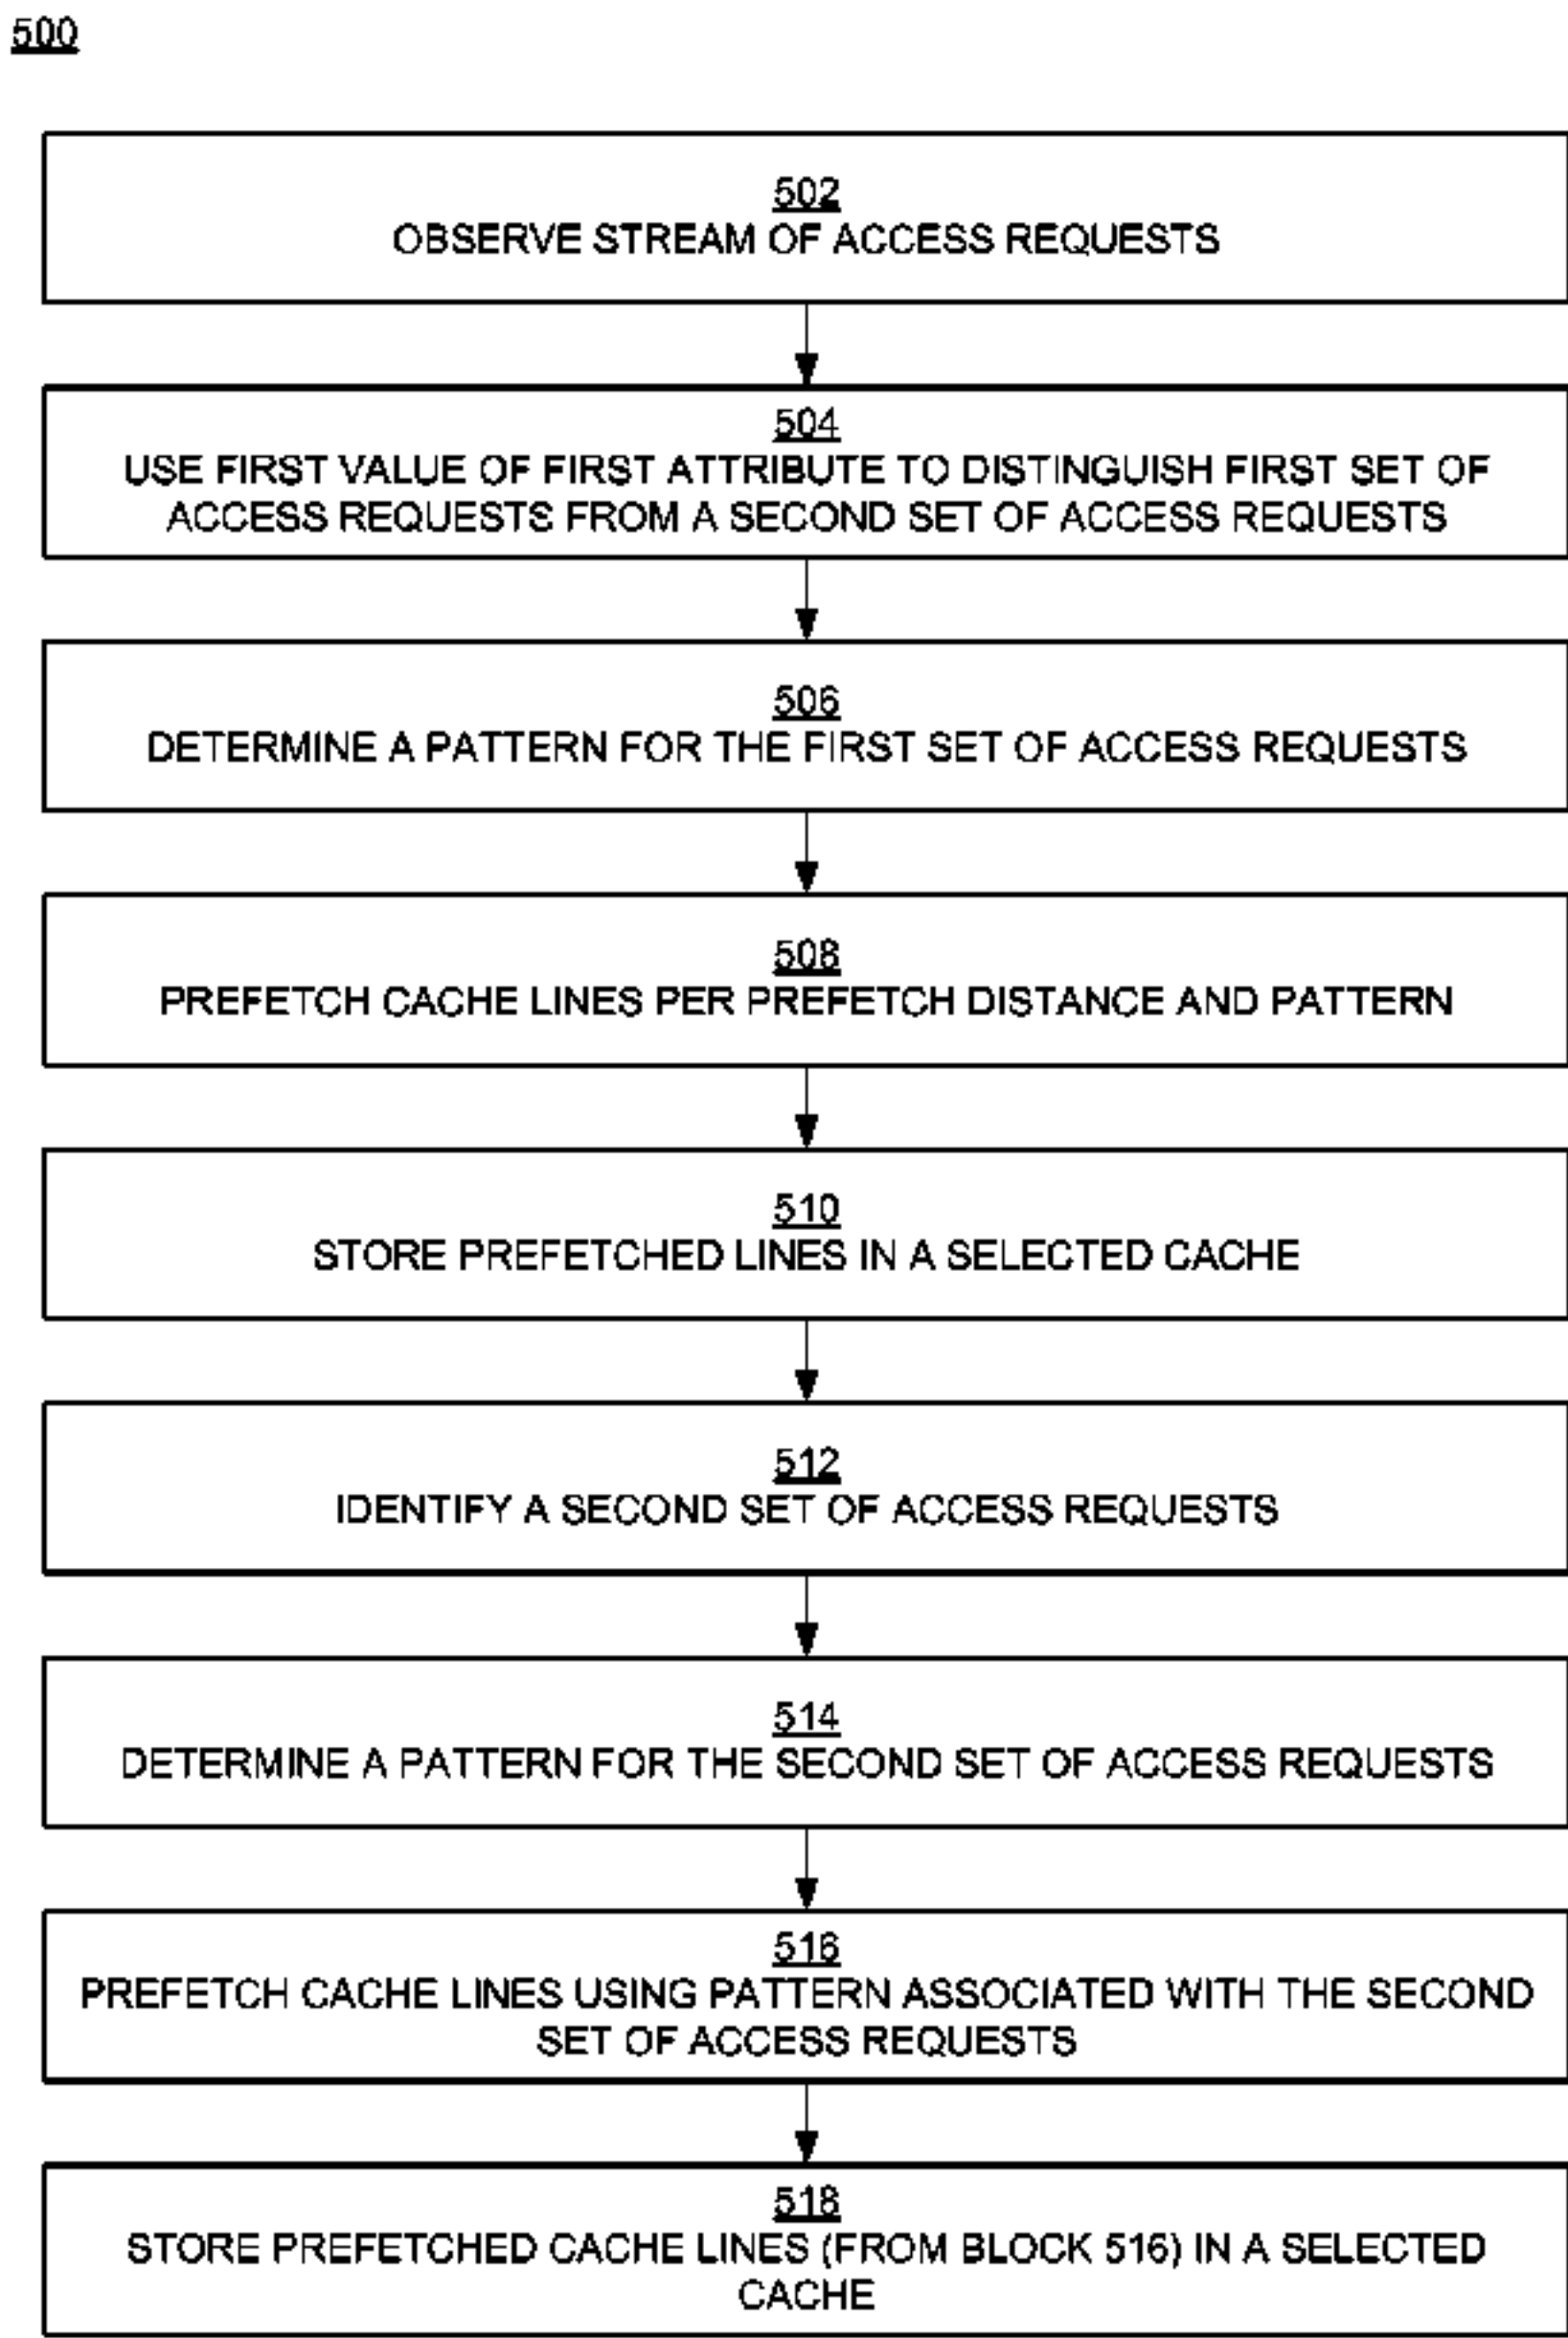 500
502
OBSERVE STREAM OF ACCESS REQUESTS
504
USE FIRST VALUE OF FIRST ATTRIBUTE TO DISTINGUISH FIRST SET OF
ACCESS REQUESTS FROM A SECOND SET OF ACCESS REQUESTS
506
DETERMINE A PATTERN FOR THE FIRST SET OF ACCESS REQUESTS
508
PREFETCH CACHE LINES PER PREFETCH DISTANCE AND PATTERN
510
STORE PREFETCHED LINES IN A SELECTED CACHE
512
IDENTIFY A SECOND SET OF ACCESS REQUESTS
514
DETERMINE A PATTERN FOR THE SECOND SET OF ACCESS REQUESTS
516
PREFETCH CACHE LINES USING PATTERN ASSOCIATED WITH THE SECOND
SET OF ACCESS REQUESTS
518
STORE PREFETCHED CACHE LINES (FROM BLOCK 516) IN A SELECTED
CACHE